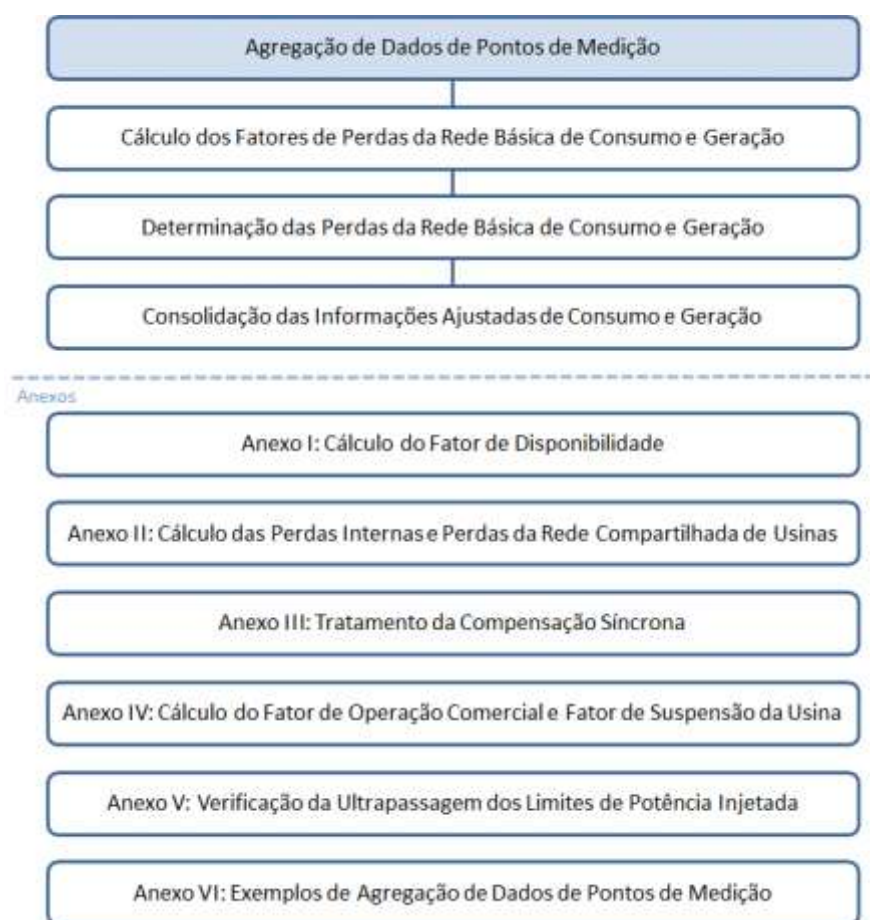 Agregação de Dados de Pontos de Medição
Cálculo dos Fatores de Perdas da Rede Básica de Consumo e Geração
Determinação das Perdas da Rede Básica de Consumo e Geração
Consolidação das Informações Ajustadas de Consumo e Geração
Anexos
Anexo I: Cálculo do Fator de Disponibilidade
Anexo II: Cálculo das Perdas Internas e Perdas da Rede Compartilhada de Usinas
Anexo III: Tratamento da Compensação Síncrona
Anexo IV: Cálculo do Fator de Operação Comercial e Fator de Suspensão da Usina
Anexo V: Verificação da Ultrapassagem dos Limites de Potência Injetada
Anexo VI: Exemplos de Agregação de Dados de Pontos de Medição